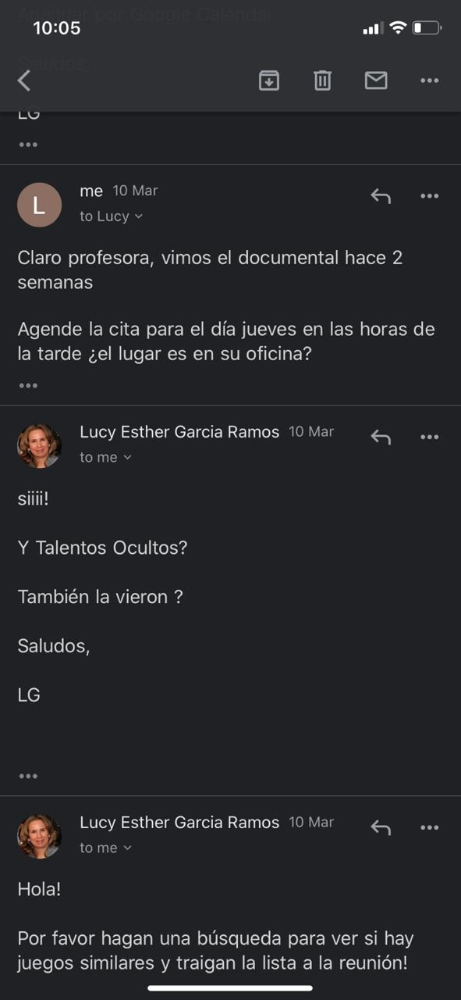 Agendar por Google Calendar.
10:05
Saludos,
LG
•••
L
me 10 Mar
to Lucy
Claro profesora, vimos el documental hace 2
semanas
Agende la cita para el día jueves en las horas de
la tarde ¿el lugar es en su oficina?
•••
Lucy Esther Garcia Ramos 10 Mar
to me
siiii!
Y Talentos Ocultos?
También la vieron ?
Saludos,
LG
•••
Lucy Esther Garcia Ramos 10 Mar
to me
Hola!
Por favor hagan una búsqueda para ver si hay
juegos similares y traigan la lista a la reunión!